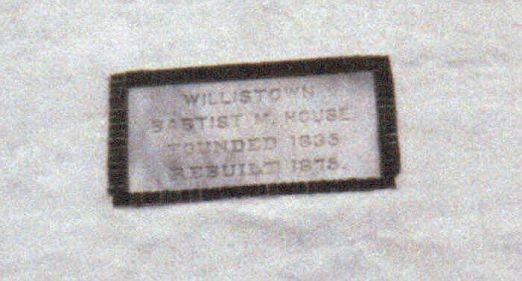 WILLISTOWN
BAPTIST M. HOUSE.
FOUNDED 1835
REBUILT 1875.